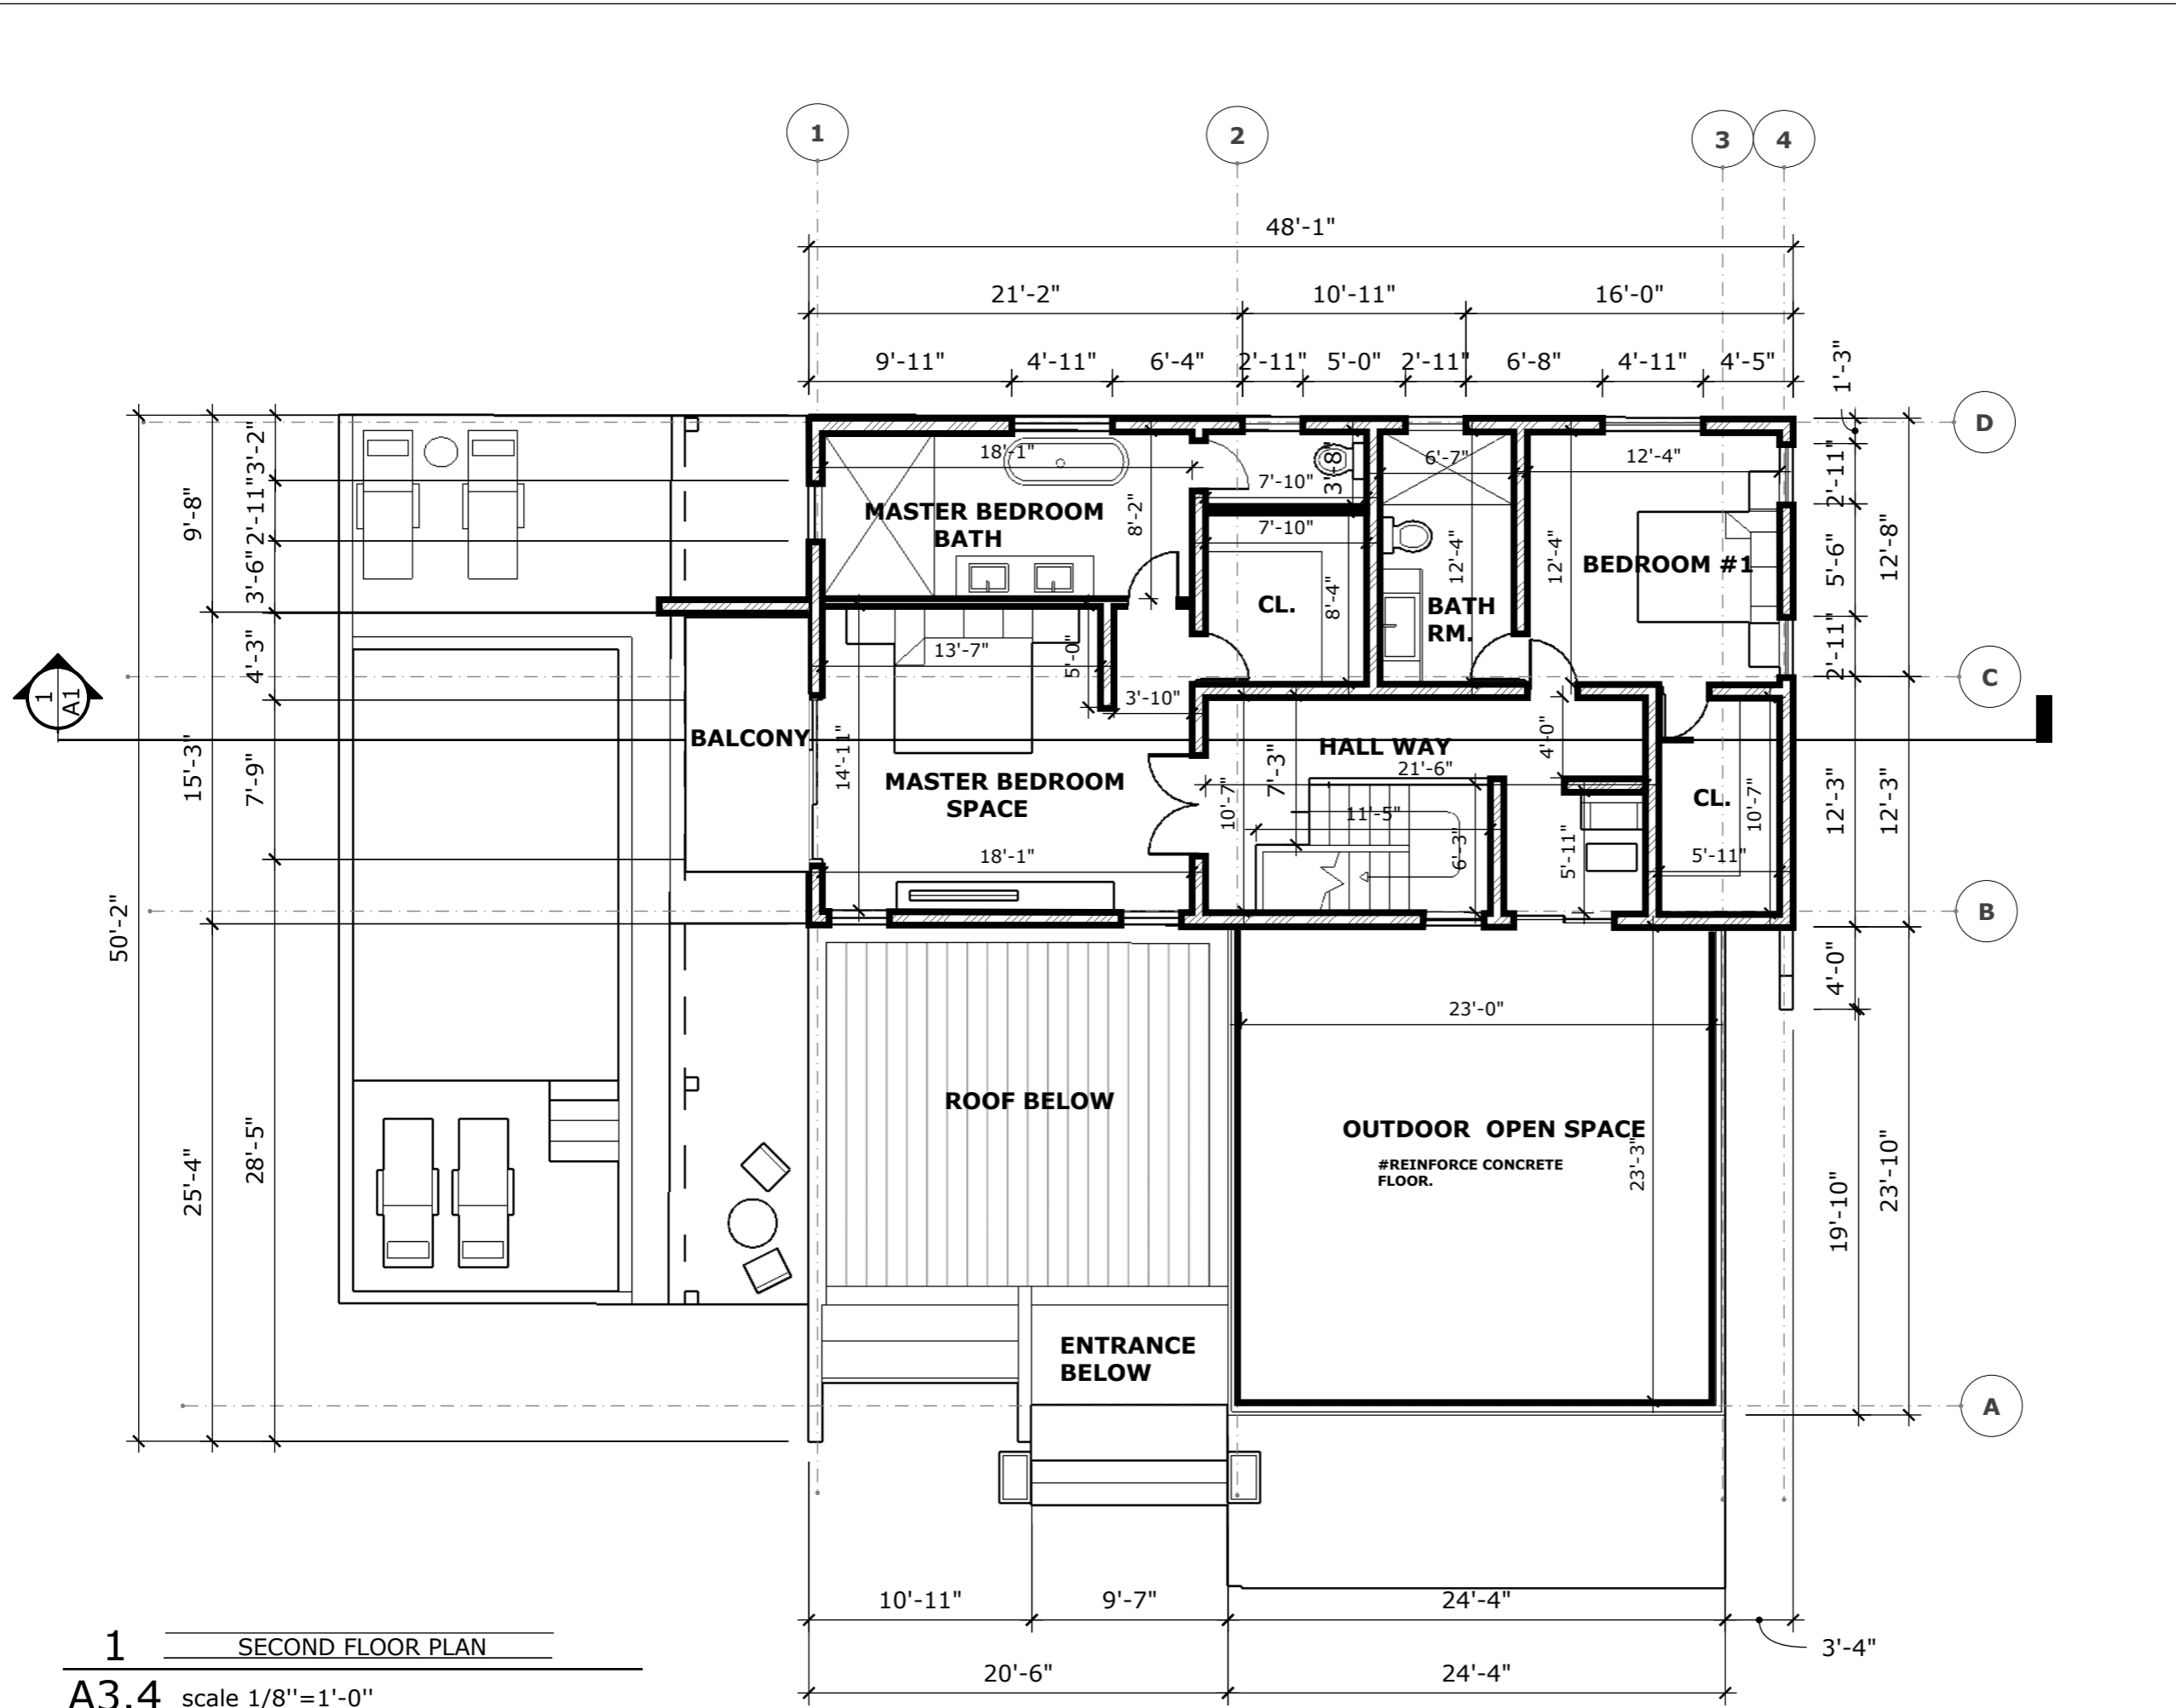 1
2
3
4
48'-1"
21'-2"
10'-11"
16'-0"
9'-11"
4'-11"
6'-4"
2'-11"
5'-0"
2'-11"
6'-8"
4'-11"
4'-5"
1'-3"
D
3'-2"
2'-11"
3'-6"
9'-8"
18'-1"
3'-8"
7'-10"
6'-7"
12'-4"
2'-11"
MASTER BEDROOM
BATH
8'-2"
7'-10"
12'-4"
12'-4"
BEDROOM #1
5'-6"
12'-8"
CL.
8'-4"
BATH
RM.
4'-3"
13'-7"
5'-0"
2'-11"
C
1
A1
3'-10"
15'-3"
7'-9"
BALCONY
14'-11"
MASTER BEDROOM
SPACE
HALL WAY
21'-6"
4'-0"
7'-3"
10'-7"
11'-5"
6'-3"
5'-11"
CL.
10'-7"
5'-11"
12'-3"
12'-3"
18'-1"
B
50'-2"
4'-0"
23'-0"
ROOF BELOW
OUTDOOR OPEN SPACE
#REINFORCE CONCRETE
FLOOR.
23'-3"
25'-4"
28'-5"
19'-10"
23'-10"
ENTRANCE
BELOW
A
10'-11"
9'-7"
24'-4"
3'-4"
20'-6"
24'-4"
1
SECOND FLOOR PLAN
A3.4
scale 1/8''=1'-0''